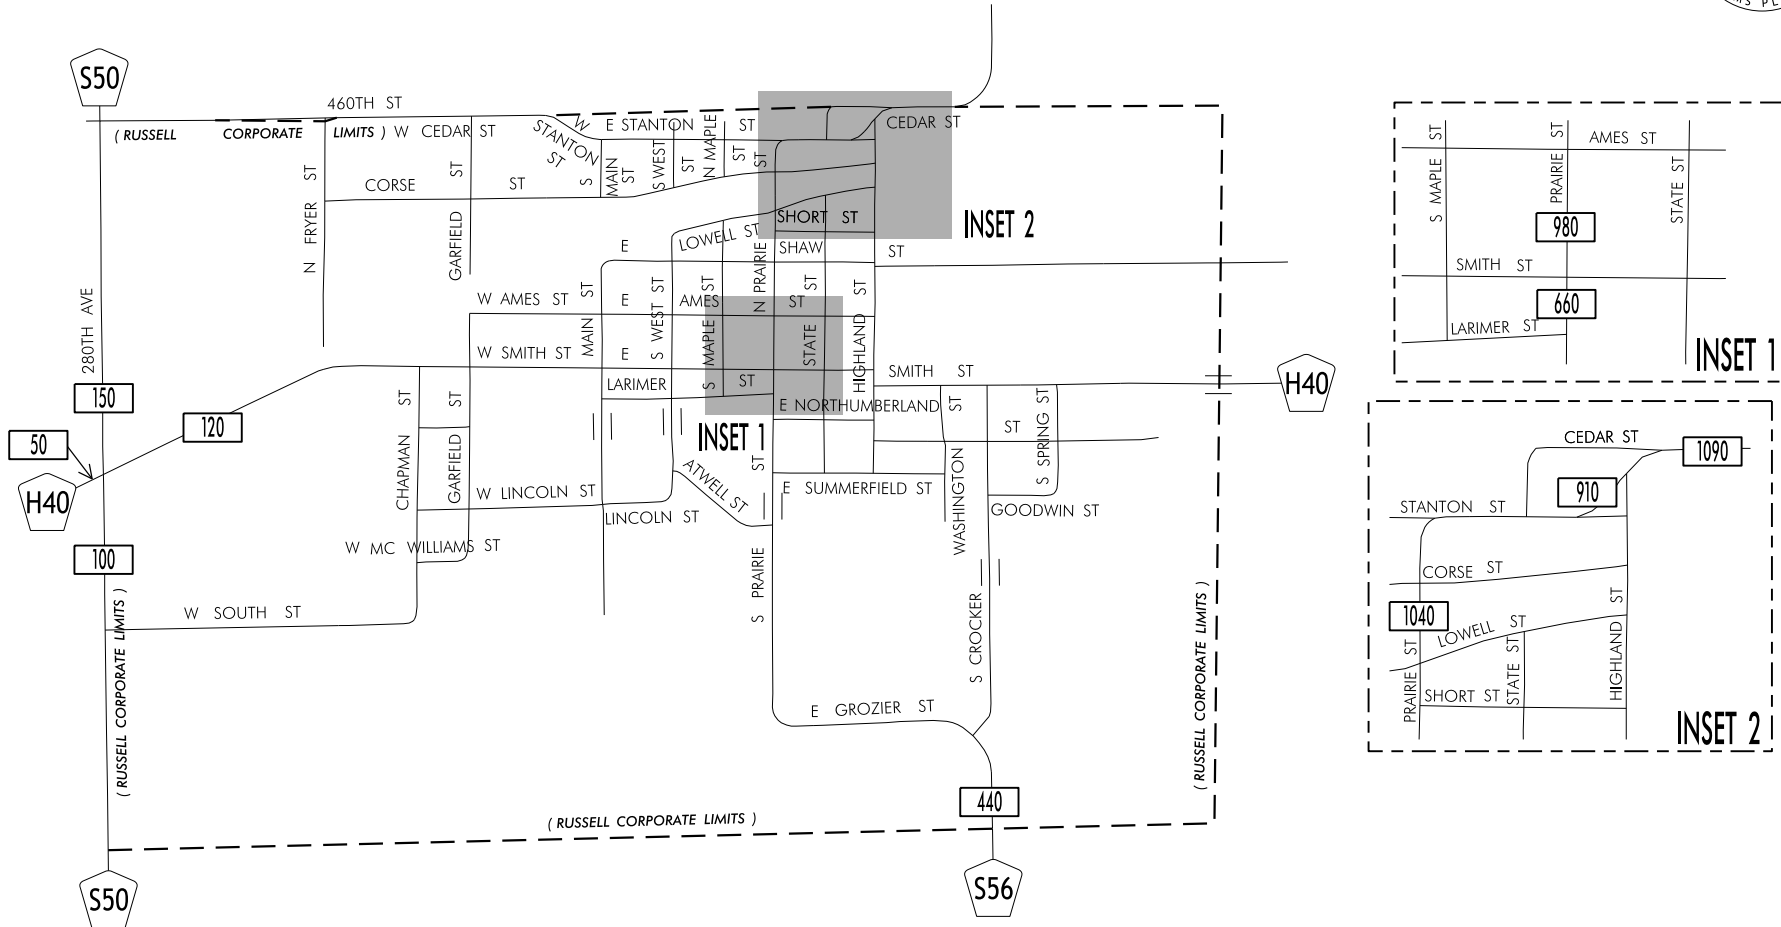 MS PL
S50
460TH ST
( RUSSELL CORPORATE LIMITS )
W CEDAR ST
W STANTON ST
E STANTON ST
CEDAR ST
N FRYER ST
CORSE ST
GARFIELD ST
S MAIN ST
S WEST ST
N MAPLE ST
ST
INSET 2
LOWELL ST
SHORT ST
E SHAW ST
280TH AVE
W AMES ST
E AMES ST
MAIN ST
S WEST ST
S MAPLE ST
N PRAIRIE
STATE ST
HIGHLAND ST
W SMITH ST
E
SMITH ST
H40
LARIMER ST
E NORTHUMBERLAND ST
150
120
50
H40
100
CHAPMAN ST
GARFIELD ST
INSET 1
ATWELL ST
S PRAIRIE ST
WASHINGTON ST
S SPRING ST
W LINCOLN ST
LINCOLN ST
E SUMMERFIELD ST
GOODWIN ST
W MC WILLIAMS ST
W SOUTH ST
S CROCKER ST
( RUSSELL CORPORATE LIMITS )
( RUSSELL CORPORATE LIMITS )
E GROZIER ST
440
( RUSSELL CORPORATE LIMITS )
S50
S56
S MAPLE ST
PRAIRIE ST
AMES ST
STATE ST
980
SMITH ST
660
LARIMER ST
INSET 1
CEDAR ST
1090
910
STANTON ST
CORSE ST
1040
LOWELL ST
PRAIRIE ST
STATE ST
HIGHLAND ST
SHORT ST
INSET 2